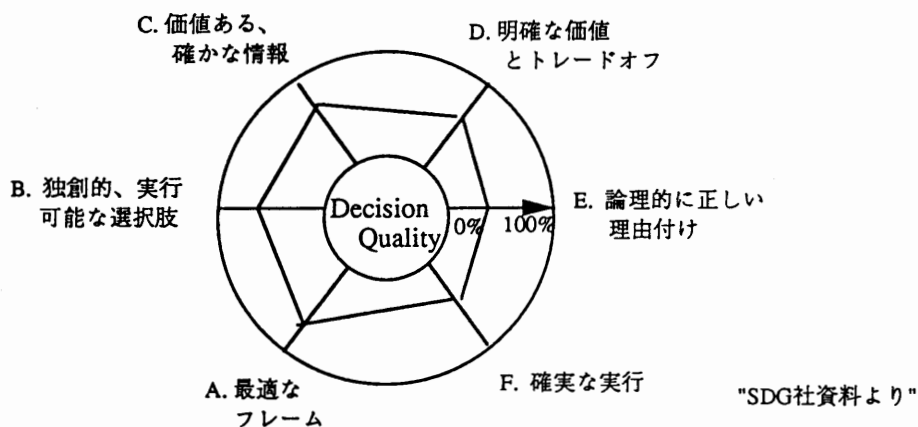 C. 価値ある、
確かな情報
D. 明確な価値
とトレードオフ
B. 独創的、実行
可能な選択肢
Decision
Quality
0%
100%
E. 論理的に正しい
理由付け
A. 最適な
フレーム
F. 確実な実行
"SDG社資料より"